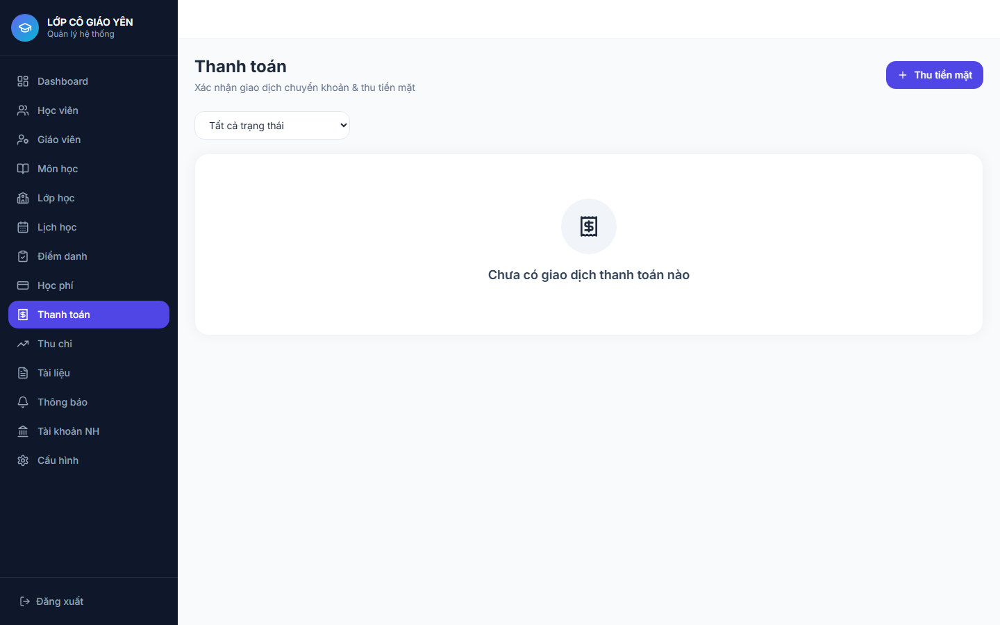 LỚP CÔ GIÁO YÊN
Quản lý hệ thống
Dashboard
Học viên
Giáo viên
Môn học
Lớp học
Lịch học
Điểm danh
Học phí
Thanh toán
Thu chi
Tài liệu
Thông báo
Tài khoản NH
Cấu hình
Đăng xuất
Thanh toán
Xác nhận giao dịch chuyển khoản & thu tiền mặt
Thu tiền mặt
Tất cả trạng thái
Chưa có giao dịch thanh toán nào